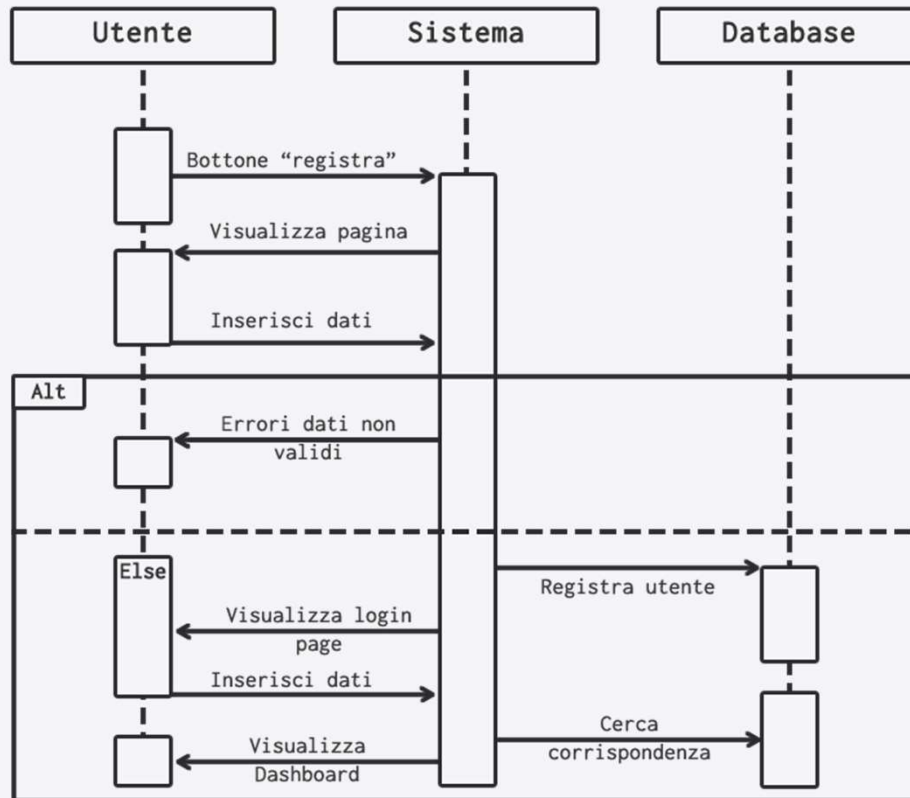 Utente
Sistema
Database
Bottone “registra”
Visualizza pagina
Inserisci dati
Alt
Errori dati non
validi
Else
Registra utente
Visualizza login
page
Inserisci dati
Cerca
corrispondenza
Visualizza
Dashboard